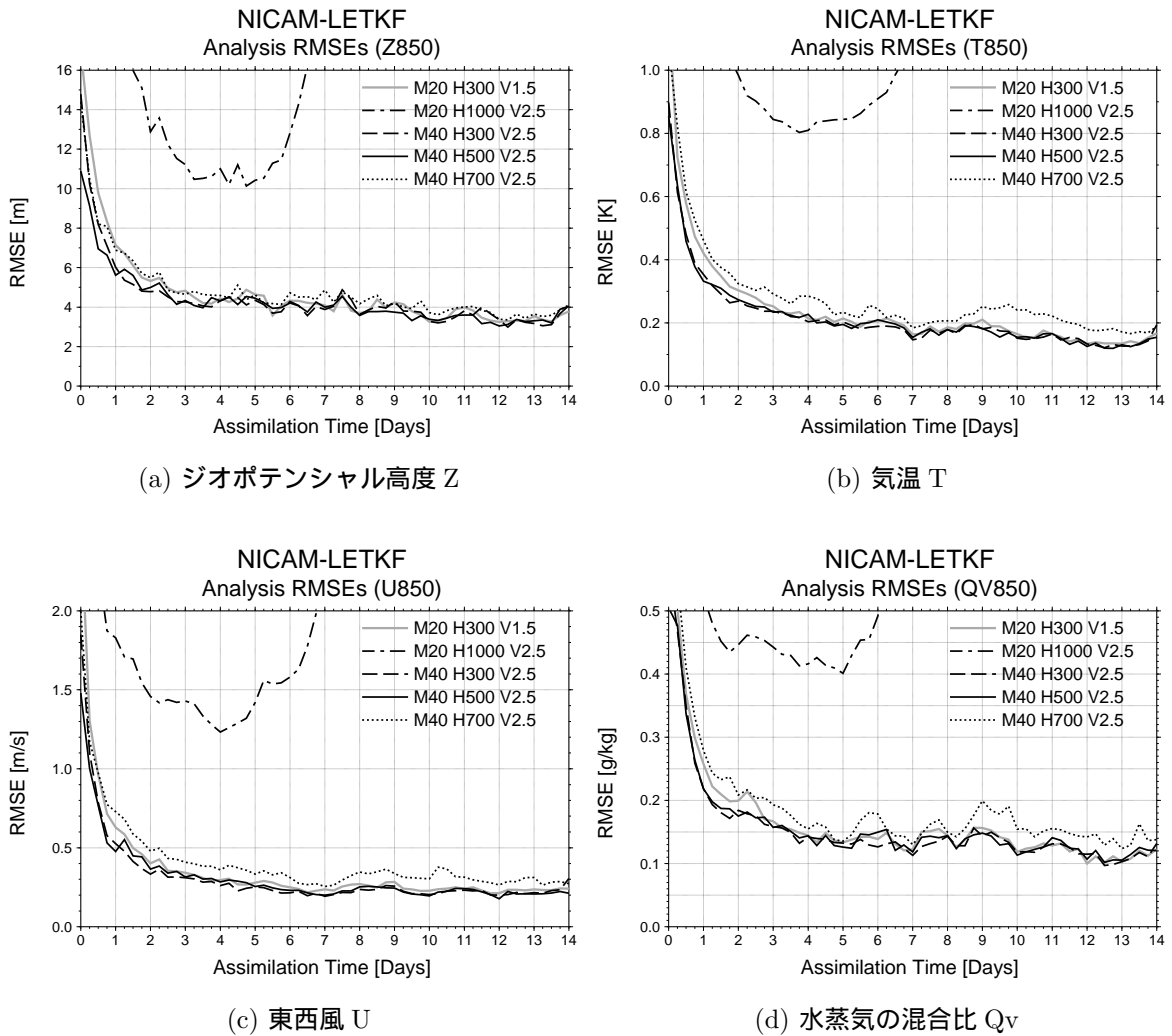 NICAM-LETKF
Analysis RMSEs (Z850)
RMSE [m]
16
14
12
10
8
6
4
2
0
M20 H300 V1.5
M20 H1000 V2.5
M40 H300 V2.5
M40 H500 V2.5
M40 H700 V2.5
0 1 2 3 4 5 6 7 8 9 10 11 12 13 14
Assimilation Time [Days]
(a) ジオポテンシャル高度 Z
NICAM-LETKF
Analysis RMSEs (T850)
RMSE [K]
1.0
0.8
0.6
0.4
0.2
0.0
M20 H300 V1.5
M20 H1000 V2.5
M40 H300 V2.5
M40 H500 V2.5
M40 H700 V2.5
0 1 2 3 4 5 6 7 8 9 10 11 12 13 14
Assimilation Time [Days]
(b) 気温 T
NICAM-LETKF
Analysis RMSEs (U850)
RMSE [m/s]
2.0
1.5
1.0
0.5
0.0
M20 H300 V1.5
M20 H1000 V2.5
M40 H300 V2.5
M40 H500 V2.5
M40 H700 V2.5
0 1 2 3 4 5 6 7 8 9 10 11 12 13 14
Assimilation Time [Days]
(c) 東西風 U
NICAM-LETKF
Analysis RMSEs (QV850)
RMSE [g/kg]
0.5
0.4
0.3
0.2
0.1
0.0
M20 H300 V1.5
M20 H1000 V2.5
M40 H300 V2.5
M40 H500 V2.5
M40 H700 V2.5
0 1 2 3 4 5 6 7 8 9 10 11 12 13 14
Assimilation Time [Days]
(d) 水蒸気の混合比 Qv